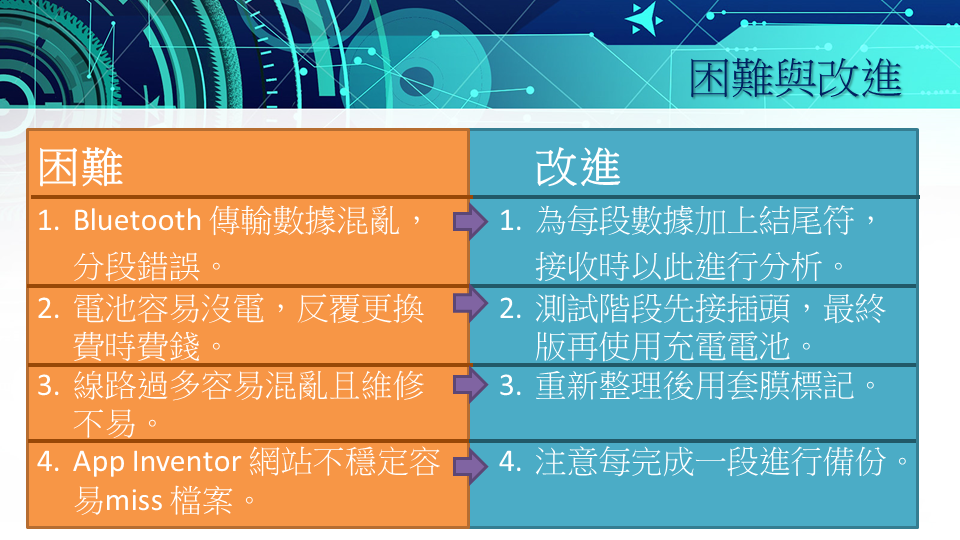 困難與改進
困難
1. Bluetooth 傳輸數據混亂，
分段錯誤。
2. 電池容易沒電，反覆更換
費時費錢。
3. 線路過多容易混亂且維修
不易。
4. App Inventor 網站不穩定容
易miss 檔案。
改進
1. 為每段數據加上結尾符，
接收時以此進行分析。
2. 測試階段先接插頭，最終
版再使用充電電池。
3. 重新整理後用套膜標記。
4. 注意每完成一段進行備份。